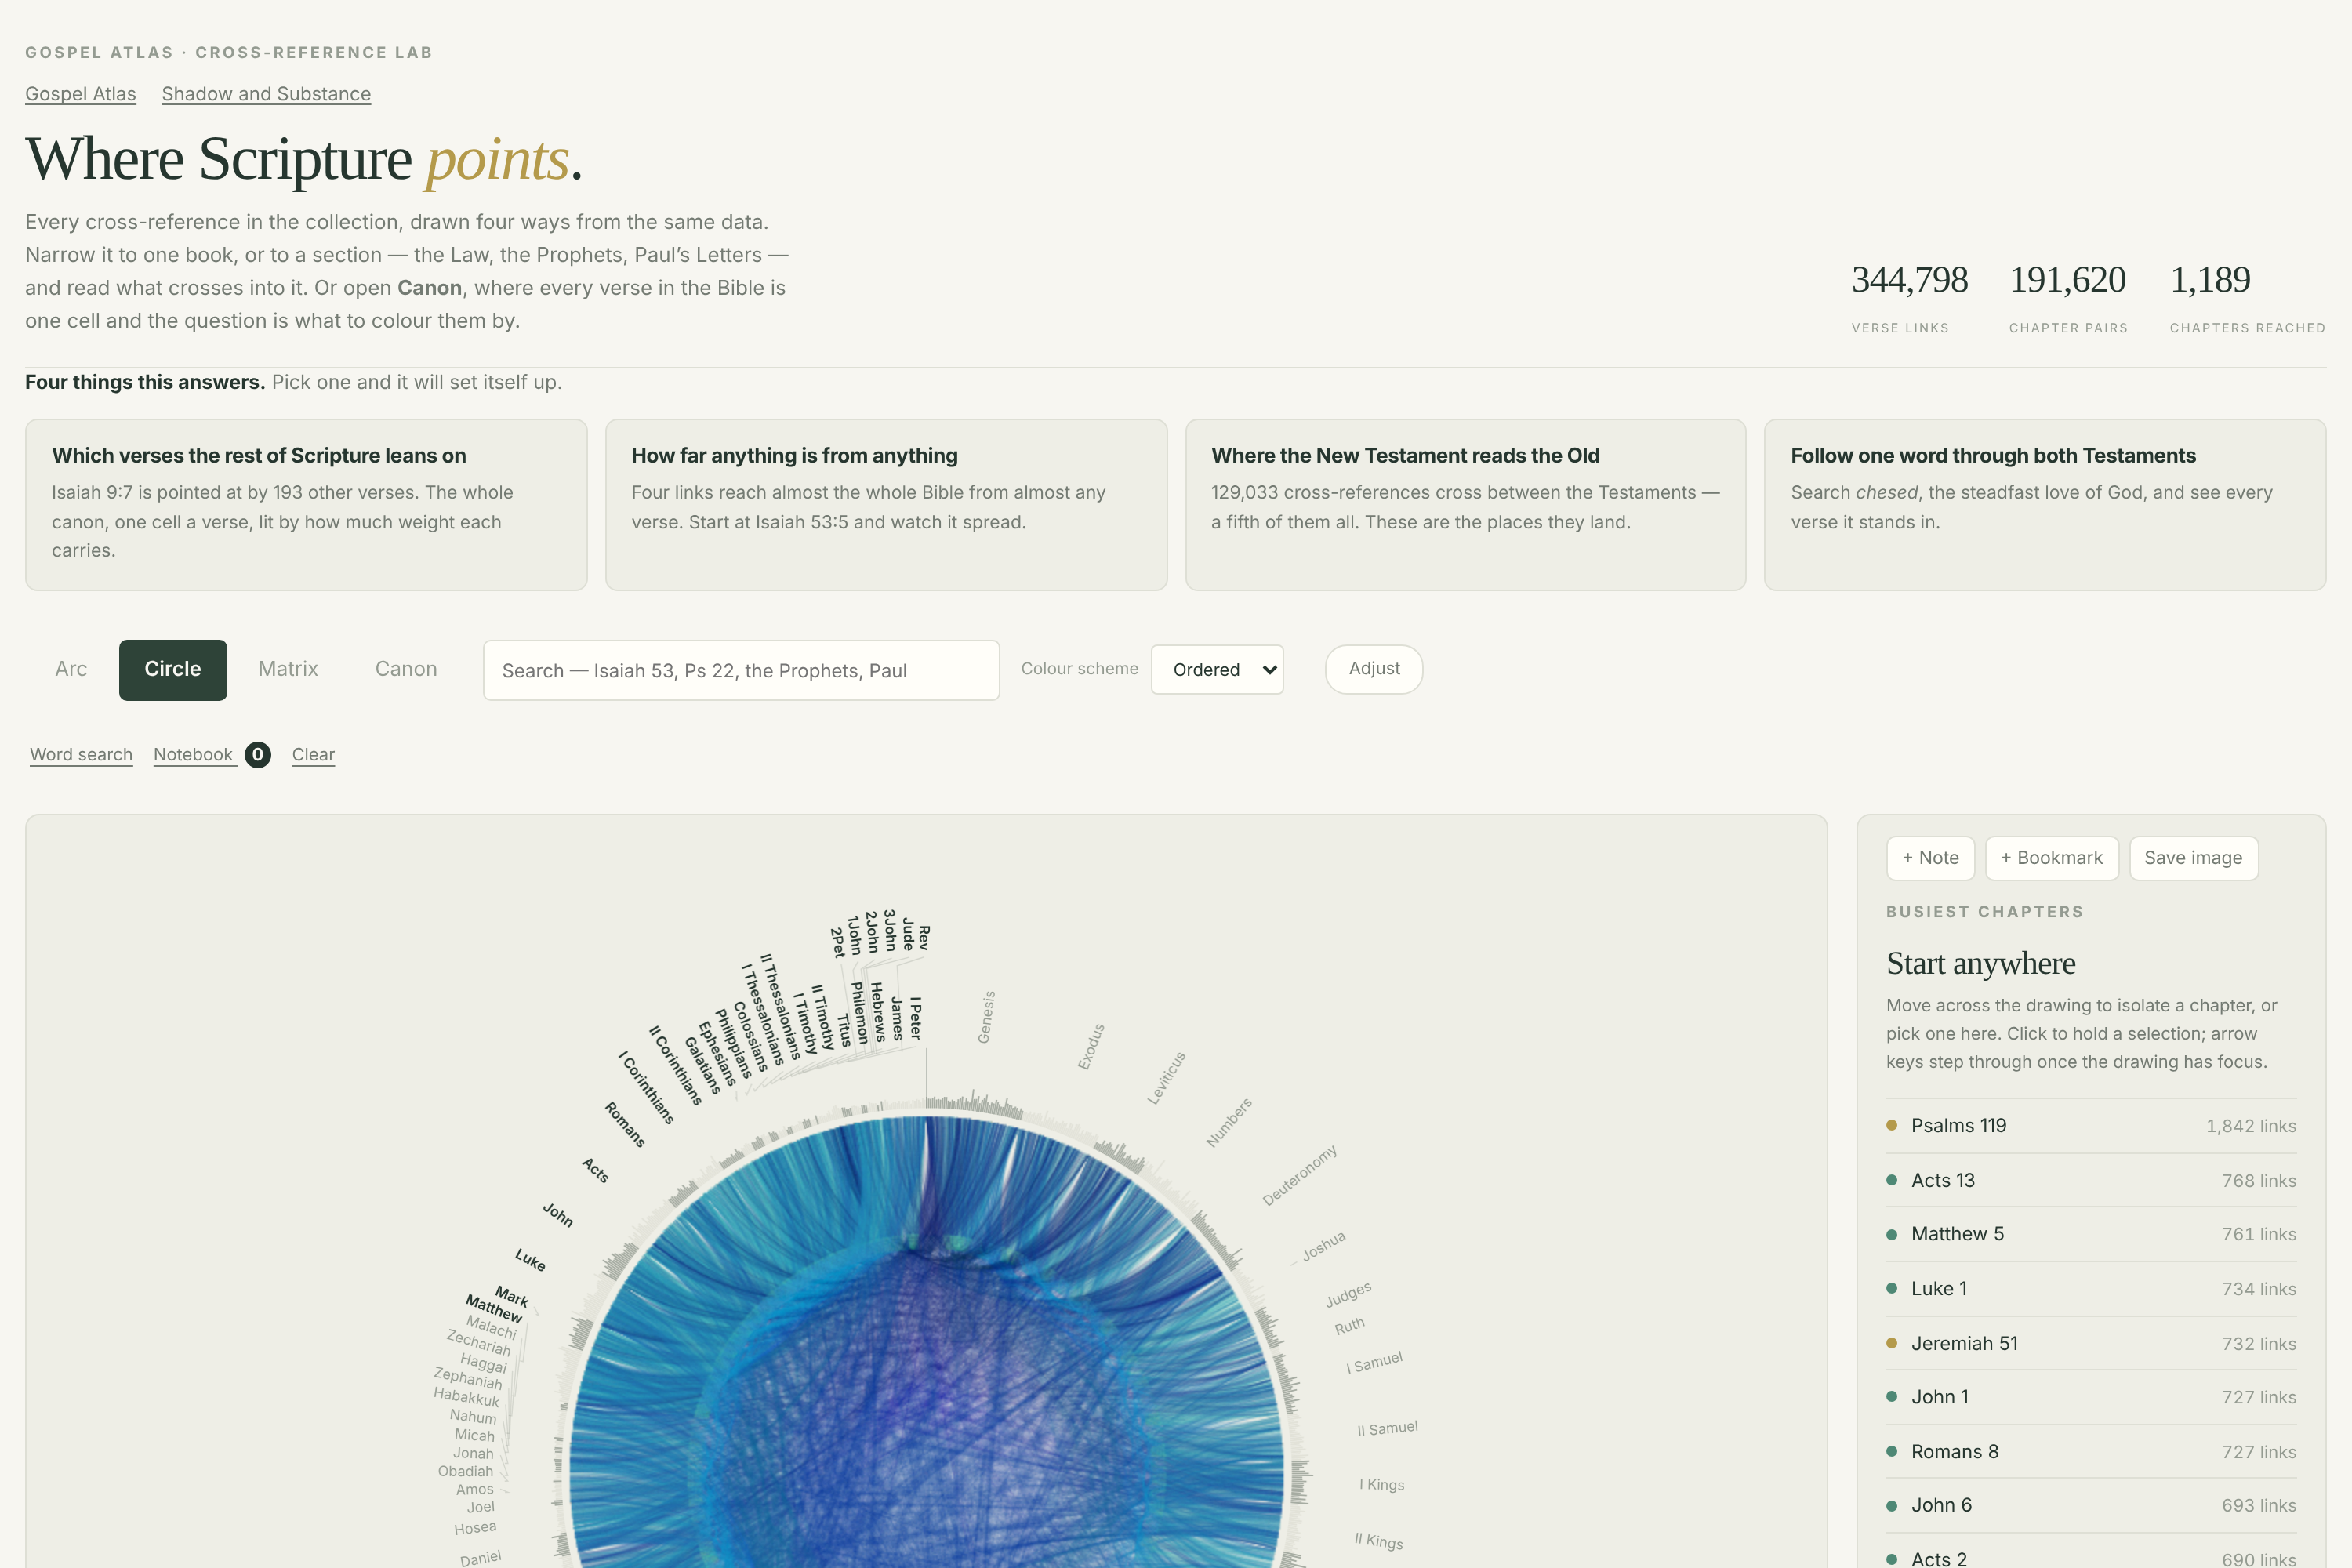 GOSPEL ATLAS · CROSS-REFERENCE LAB
Gospel Atlas Shadow and Substance
Where Scripture points.
Every cross-reference in the collection, drawn four ways from the same data.
Narrow it to one book, or to a section — the Law, the Prophets, Paul’s Letters —
and read what crosses into it. Or open Canon, where every verse in the Bible is
one cell and the question is what to colour them by.
344,798 191,620 1,189
VERSE LINKS CHAPTER PAIRS CHAPTERS REACHED
Four things this answers. Pick one and it will set itself up.
Which verses the rest of Scripture leans on
Isaiah 9:7 is pointed at by 193 other verses. The whole
canon, one cell a verse, lit by how much weight each
carries.
How far anything is from anything
Four links reach almost the whole Bible from almost any
verse. Start at Isaiah 53:5 and watch it spread.
Where the New Testament reads the Old
129,033 cross-references cross between the Testaments —
a fifth of them all. These are the places they land.
Follow one word through both Testaments
Search chesed, the steadfast love of God, and see every
verse it stands in.
Arc Circle Matrix Canon Search — Isaiah 53, Ps 22, the Prophets, Paul Colour scheme Ordered Adjust
Word search Notebook 0 Clear
2Pet
1John
2John
3John
Jude
Rev
Genesis
Exodus
Leviticus
Numbers
Deuteronomy
Joshua
Judges
Ruth
I Samuel
II Samuel
I Kings
II Kings
I Peter
James
Hebrews
Philemon
Titus
II Timothy
I Timothy
II Thessalonians
I Thessalonians
Colossians
Philippians
Ephesians
Galatians
II Corinthians
I Corinthians
Romans
Acts
John
Luke
Mark
Matthew
Malachi
Zechariah
Haggai
Zephaniah
Habakkuk
Nahum
Micah
Jonah
Obadiah
Amos
Joel
Hosea
Daniel
+ Note + Bookmark Save image
BUSIEST CHAPTERS
Start anywhere
Move across the drawing to isolate a chapter, or
pick one here. Click to hold a selection; arrow
keys step through once the drawing has focus.
Psalms 119 1,842 links
Acts 13 768 links
Matthew 5 761 links
Luke 1 734 links
Jeremiah 51 732 links
John 1 727 links
Romans 8 727 links
John 6 693 links
Acts 2 690 links